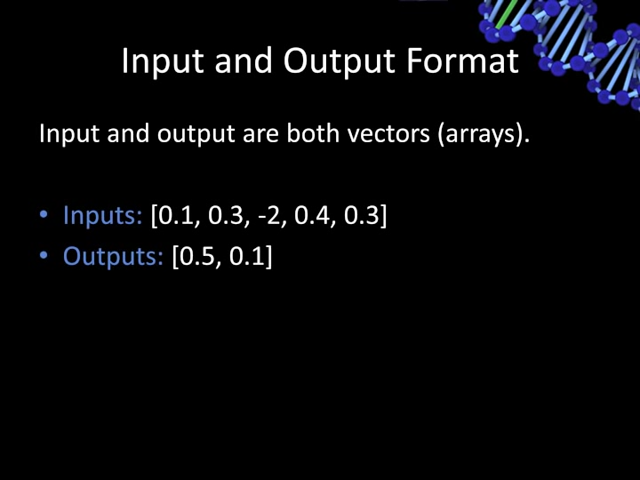 Input and Output Format
Input and output are both vectors (arrays).
• Inputs: [0.1, 0.3, -2, 0.4, 0.3]
• Outputs: [0.5, 0.1]